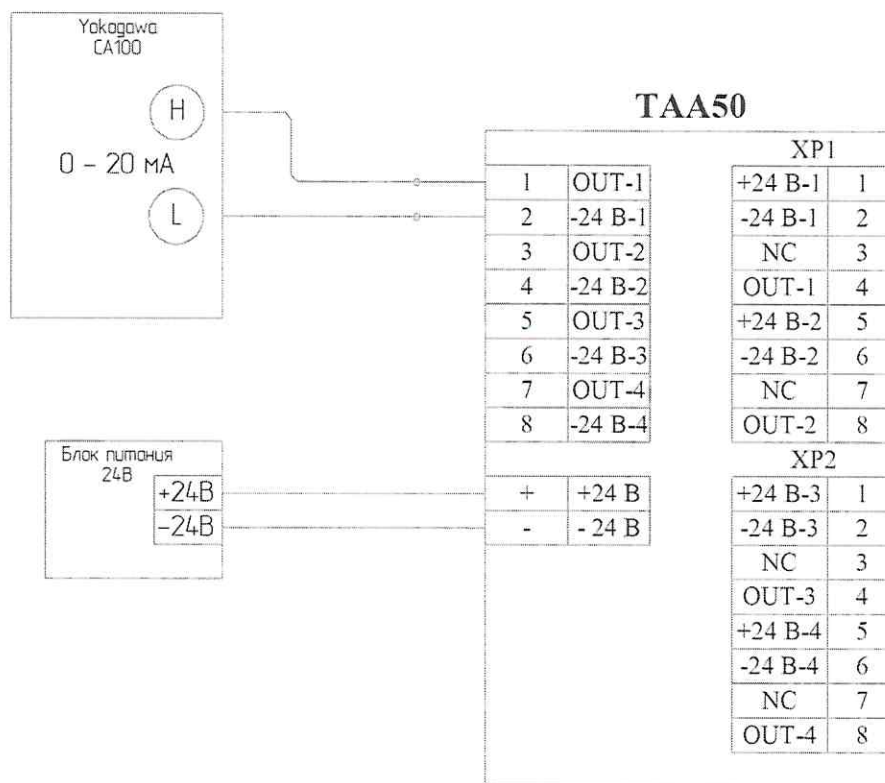 Yokogawa
CA100
H
0 – 20 мА
L
TAA50
XP1
1 OUT-1 +24 В-1 1
2 -24 В-1 -24 В-1 2
3 OUT-2 NC 3
4 -24 В-2 OUT-1 4
5 OUT-3 +24 В-2 5
6 -24 В-3 -24 В-2 6
7 OUT-4 NC 7
8 -24 В-4 OUT-2 8
XP2
Блок питания
24В
+24В + +24 В +24 В-3 1
–24В - - 24 В -24 В-3 2
NC 3
OUT-3 4
+24 В-4 5
-24 В-4 6
NC 7
OUT-4 8